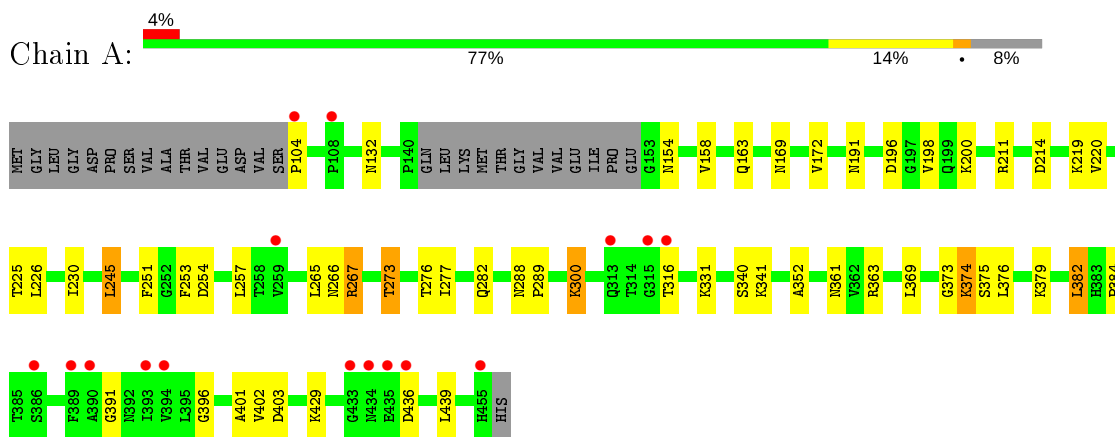 4%
Chain A:
77% 14% • 8%
MET GLY LEU GLY ASP PRO SER VAL ALA THR VAL GLU ASP VAL SER P104 P108 N132 P140 GLN LEU LYS MET THR GLY VAL VAL GLU ILE PRO GLU G153 N154 V158 Q163 N169 V172 N191 D196 G197 V198 Q199 K200 R211 D214 K219 V220
T225 L226 I230 L245 F251 G252 F253 D254 L257 T258 V259 L265 N266 R267 T273 T276 I277 Q282 N288 P289 K300 Q313 T314 G315 T316 K331 S340 K341 A352 N361 V362 R363 L369 G373 K374 S375 L376 K379 L382 H383 P384
T385 S386 F389 A390 G391 N392 I393 V394 L395 G396 A401 V402 D403 K429 G433 N434 E435 D436 L439 H455 HIS